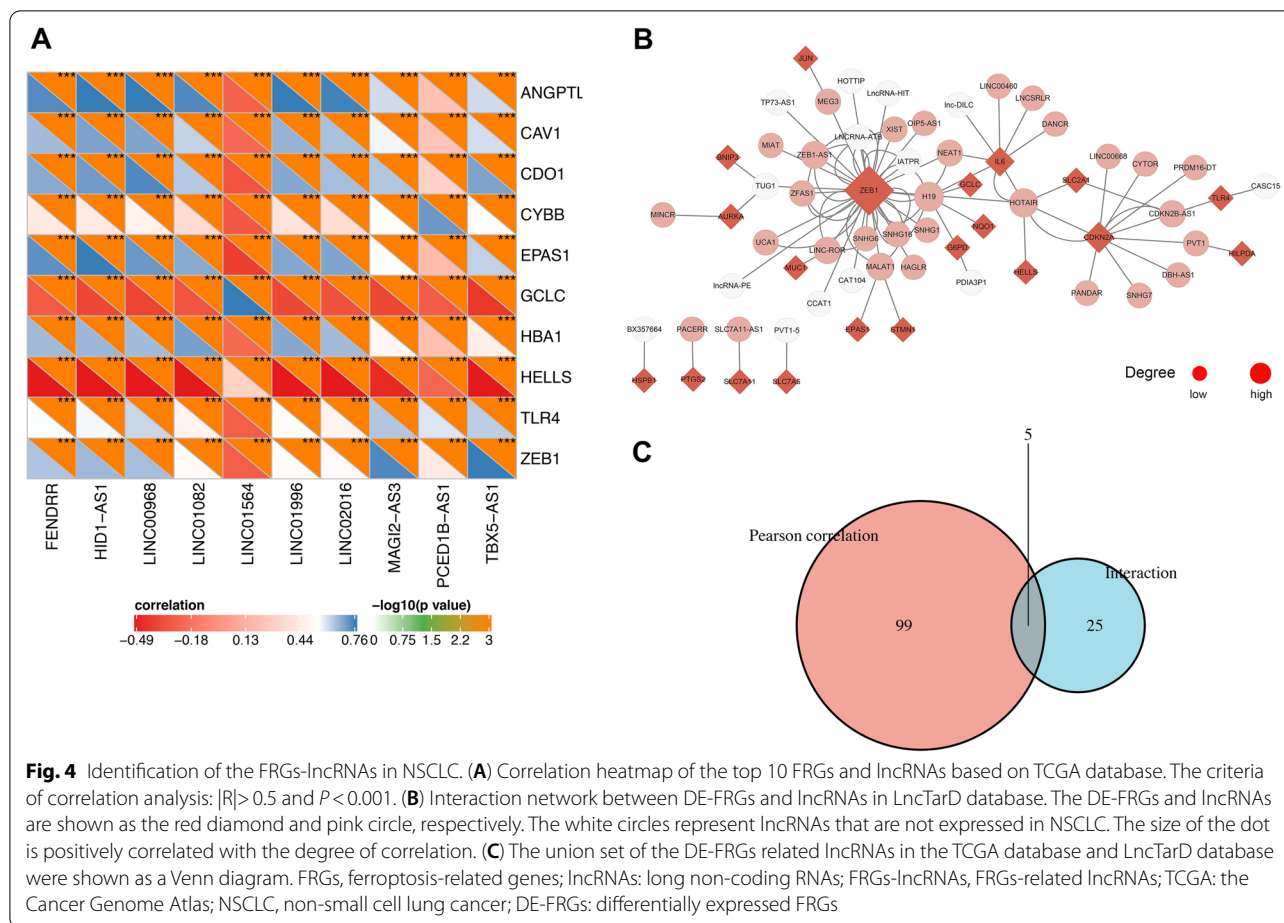 A
***
ANGPTL
CAV1
CDO1
CYBB
EPAS1
GCLC
HBA1
HELLS
TLR4
ZEB1
FENDRR
HID1−AS1
LINC00968
LINC01082
LINC01564
LINC01996
LINC02016
MAGI2−AS3
PCED1B−AS1
TBX5−AS1
correlation
−0.49 −0.18 0.13 0.44 0.76
−log10(p value)
0 0.75 1.5 2.2 3
B
JUN
HOTTIP
LncRNA-HIT
TP73-AS1
MEG3
LNCRNA-ATB
XIST
OIP5-AS1
MIAT
ZEB1-AS1
IATPR
NEAT1
BNIP3
TUG1
ZFAS1
ZEB1
H19
GCLC
AURKA
MINCR
UCA1
LINC-ROR
SNHG6
SNHG16
SNHG1
NQO1
G6PD
MUC1
MALAT1
HAGLR
CAT104
PDIA3P1
lncRNA-PE
CCAT1
EPAS1
STMN1
LINC00460
lnc-DILC
LNCSRLR
DANCR
IL6
LINC00668
CYTOR
SLC2A1
PRDM16-DT
TLR4
CASC15
HOTAIR
CDKN2B-AS1
CDKN2A
PVT1
HILPDA
HELLS
DBH-AS1
PANDAR
SNHG7
BX357664
PACERR
SLC7A11-AS1
PVT1-5
HSPB1
PTGS2
SLC7A11
SLC7A5
Degree
low
high
C
5
Pearson correlation
Interaction
99
25
Fig. 4 Identification of the FRGs-lncRNAs in NSCLC. (A) Correlation heatmap of the top 10 FRGs and lncRNAs based on TCGA database. The criteria
of correlation analysis: |R|> 0.5 and P < 0.001. (B) Interaction network between DE-FRGs and lncRNAs in LncTarD database. The DE-FRGs and lncRNAs
are shown as the red diamond and pink circle, respectively. The white circles represent lncRNAs that are not expressed in NSCLC. The size of the dot
is positively correlated with the degree of correlation. (C) The union set of the DE-FRGs related lncRNAs in the TCGA database and LncTarD database
were shown as a Venn diagram. FRGs, ferroptosis-related genes; lncRNAs: long non-coding RNAs; FRGs-lncRNAs, FRGs-related lncRNAs; TCGA: the
Cancer Genome Atlas; NSCLC, non-small cell lung cancer; DE-FRGs: differentially expressed FRGs